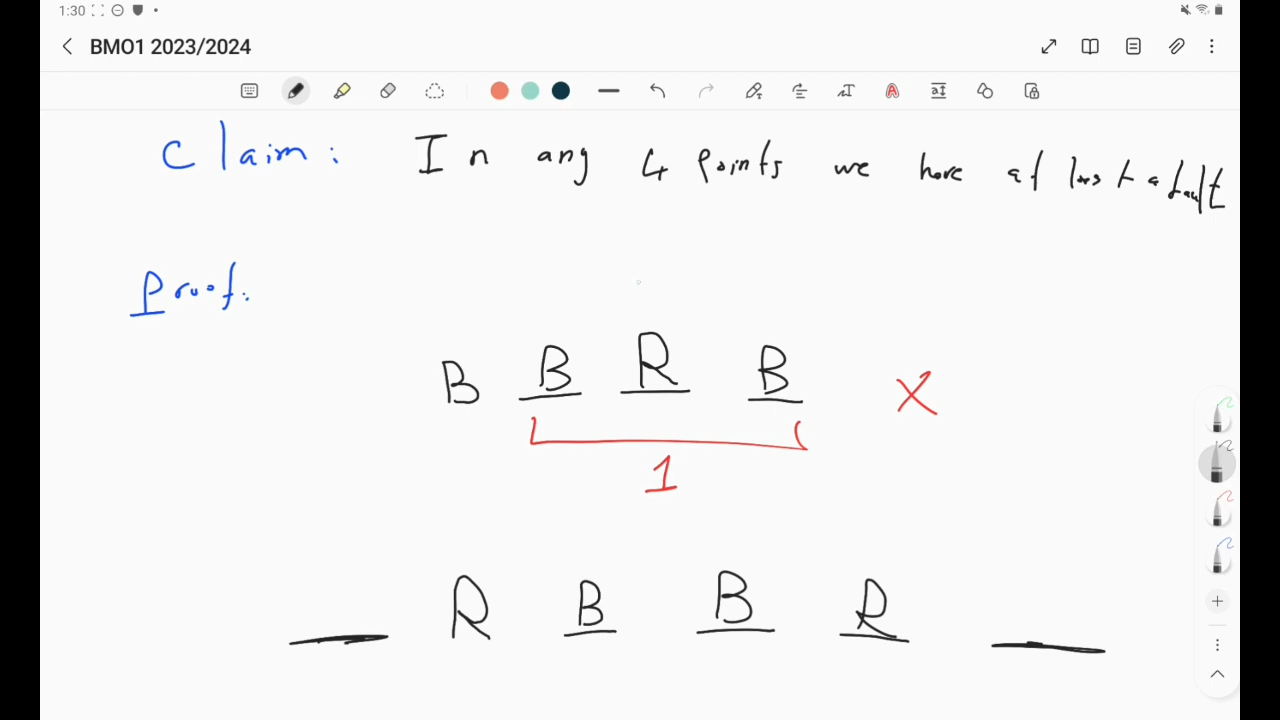 1:30
BMO1 2023/2024
Claim: In any 4 points we have at least a fault
Proof:
B B R B X
1
R B B R